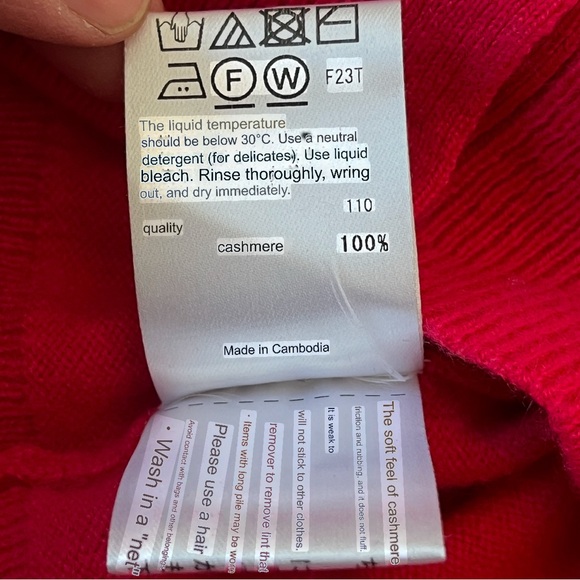 F W F23T
The liquid temperature
should be below 30°C. Use a neutral
detergent (for delicates). Use liquid
bleach. Rinse thoroughly, wring
out, and dry immediately.
110
quality
cashmere 100%
Made in Cambodia
The soft feel of cashmere
friction and rubbing, and it does not fluff.
It is weak to
will not stick to other clothes.
remover to remove lint that
・Items with long pile may be worn
Please use a hair
Avoid contact with bags and other belongings
・Wash in a "net